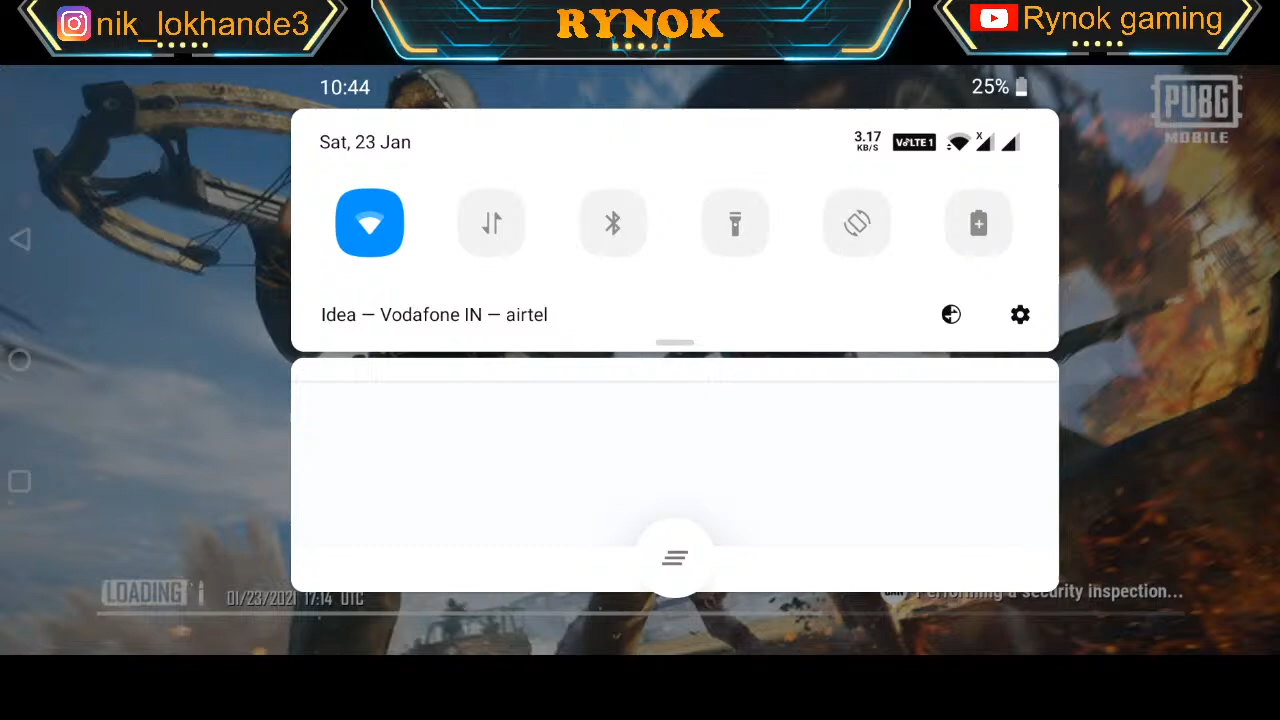 nik_lokhande3
RYNOK
Rynok gaming
10:44
25%
PUBG
MOBILE
Sat, 23 Jan
3.17
KB/S
VoLTE 1
X
Idea — Vodafone IN — airtel
LOADING
01/23/2021 17:14 UTC
Performing a security inspection...